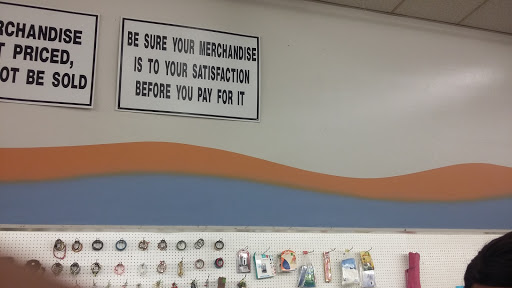 RCHANDISE
T PRICED,
OT BE SOLD
BE SURE YOUR MERCHANDISE
IS TO YOUR SATISFACTION
BEFORE YOU PAY FOR IT